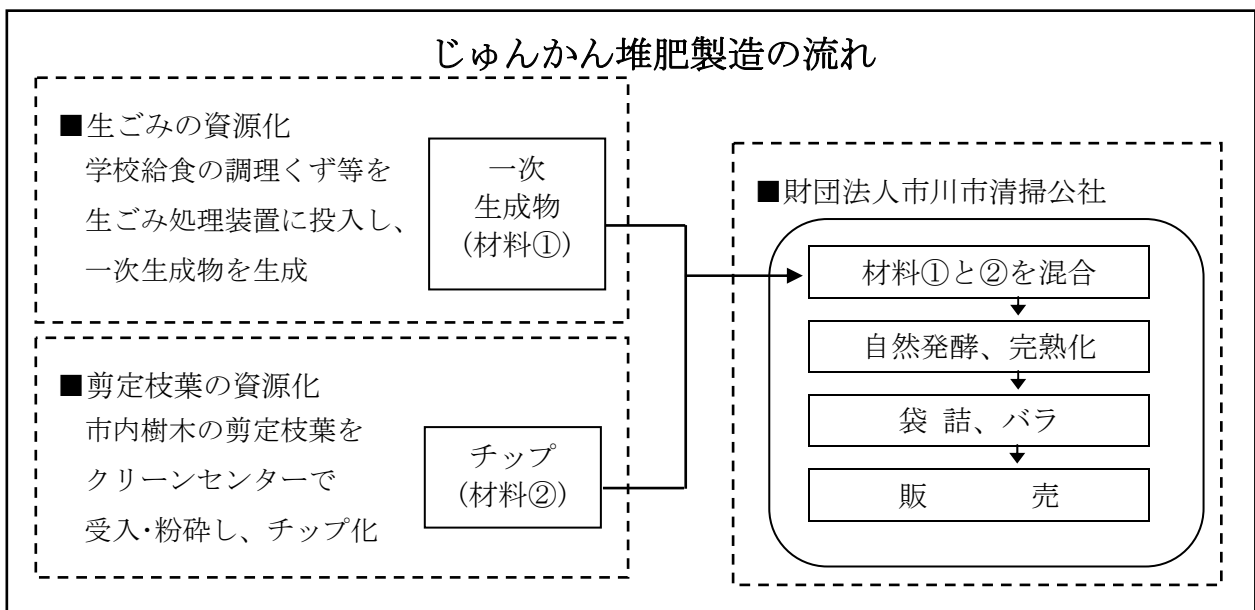 じゅんかん堆肥製造の流れ
■生ごみの資源化
学校給食の調理くず等を
生ごみ処理装置に投入し、
一次生成物を生成
一次
生成物
(材料①)
■剪定枝葉の資源化
市内樹木の剪定枝葉を
クリーンセンターで
受入・粉砕し、チップ化
チップ
(材料②)
■財団法人市川市清掃公社
材料①と②を混合
自然発酵、完熟化
袋 詰、バラ
販 売